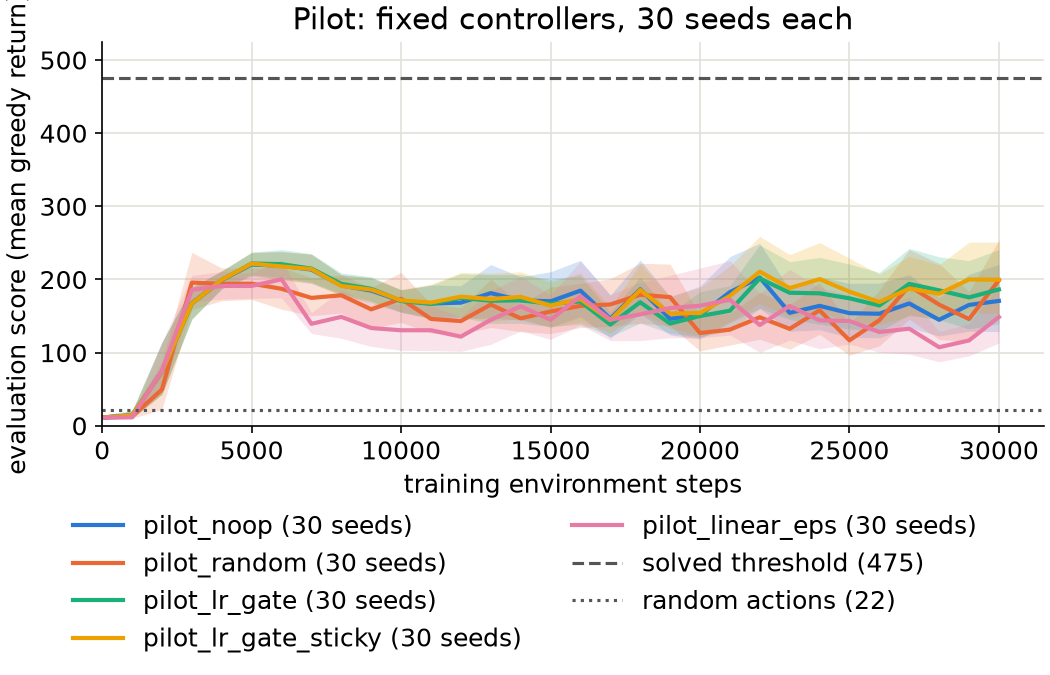 Pilot: fixed controllers, 30 seeds each
evaluation score (mean greedy return)
500
400
300
200
100
0
0 5000 10000 15000 20000 25000 30000
training environment steps
pilot_noop (30 seeds)
pilot_random (30 seeds)
pilot_lr_gate (30 seeds)
pilot_lr_gate_sticky (30 seeds)
pilot_linear_eps (30 seeds)
solved threshold (475)
random actions (22)